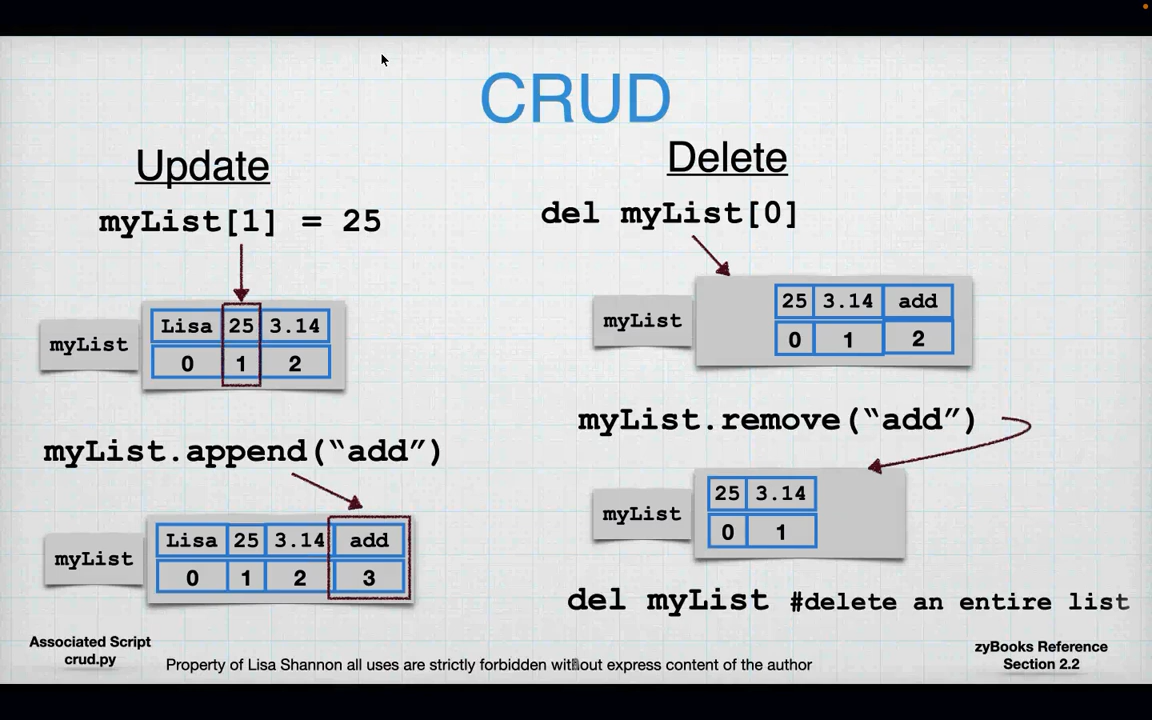 CRUD
Update
myList[1] = 25
myList
Lisa 25 3.14
0 1 2
myList.append(“add”)
myList
Lisa 25 3.14 add
0 1 2 3
Delete
del myList[0]
myList
25 3.14 add
0 1 2
myList.remove(“add”)
myList
25 3.14
0 1
del myList #delete an entire list
Associated Script
crud.py
Property of Lisa Shannon all uses are strictly forbidden without express content of the author
zyBooks Reference
Section 2.2